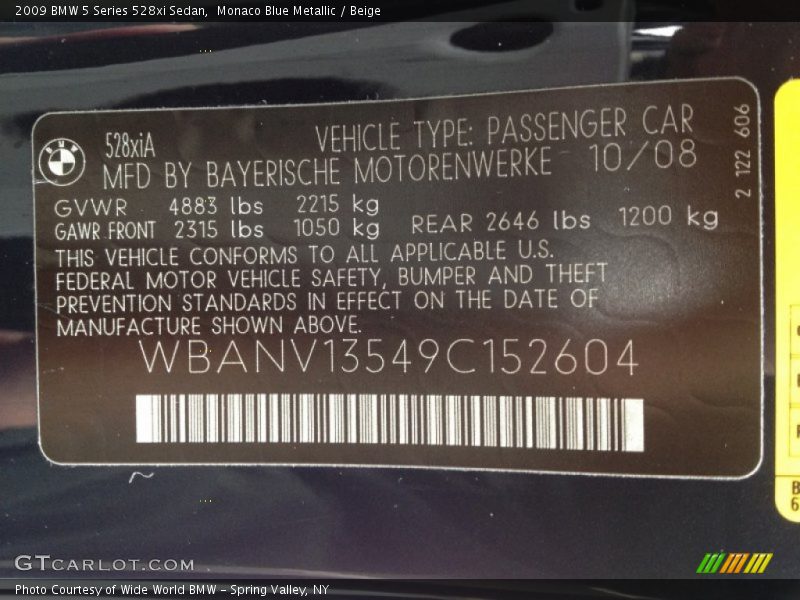 2009 BMW 5 Series 528xi Sedan, Monaco Blue Metallic / Beige
BMW
528xiA
VEHICLE TYPE: PASSENGER CAR
MFD BY BAYERISCHE MOTORENWERKE 10/08
2 122 606
GVWR 4883 lbs 2215 kg
GAWR FRONT 2315 lbs 1050 kg REAR 2646 lbs 1200 kg
THIS VEHICLE CONFORMS TO ALL APPLICABLE U.S.
FEDERAL MOTOR VEHICLE SAFETY, BUMPER AND THEFT
PREVENTION STANDARDS IN EFFECT ON THE DATE OF
MANUFACTURE SHOWN ABOVE.
WBANV13549C152604
GTCARLOT.COM
Photo Courtesy of Wide World BMW - Spring Valley, NY